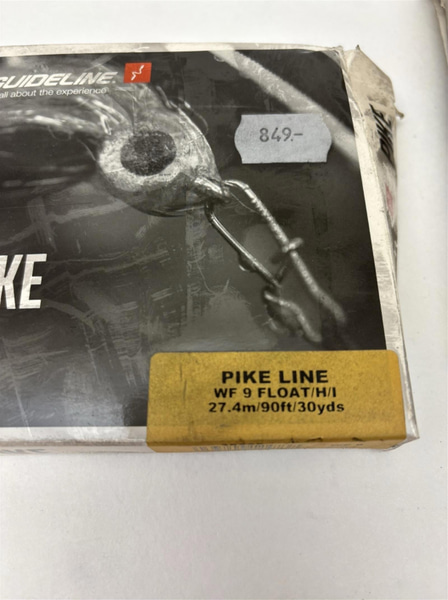 GUIDELINE
all about the experience
849.-
KE
PIKE LINE
WF 9 FLOAT/H/I
27.4m/90ft/30yds